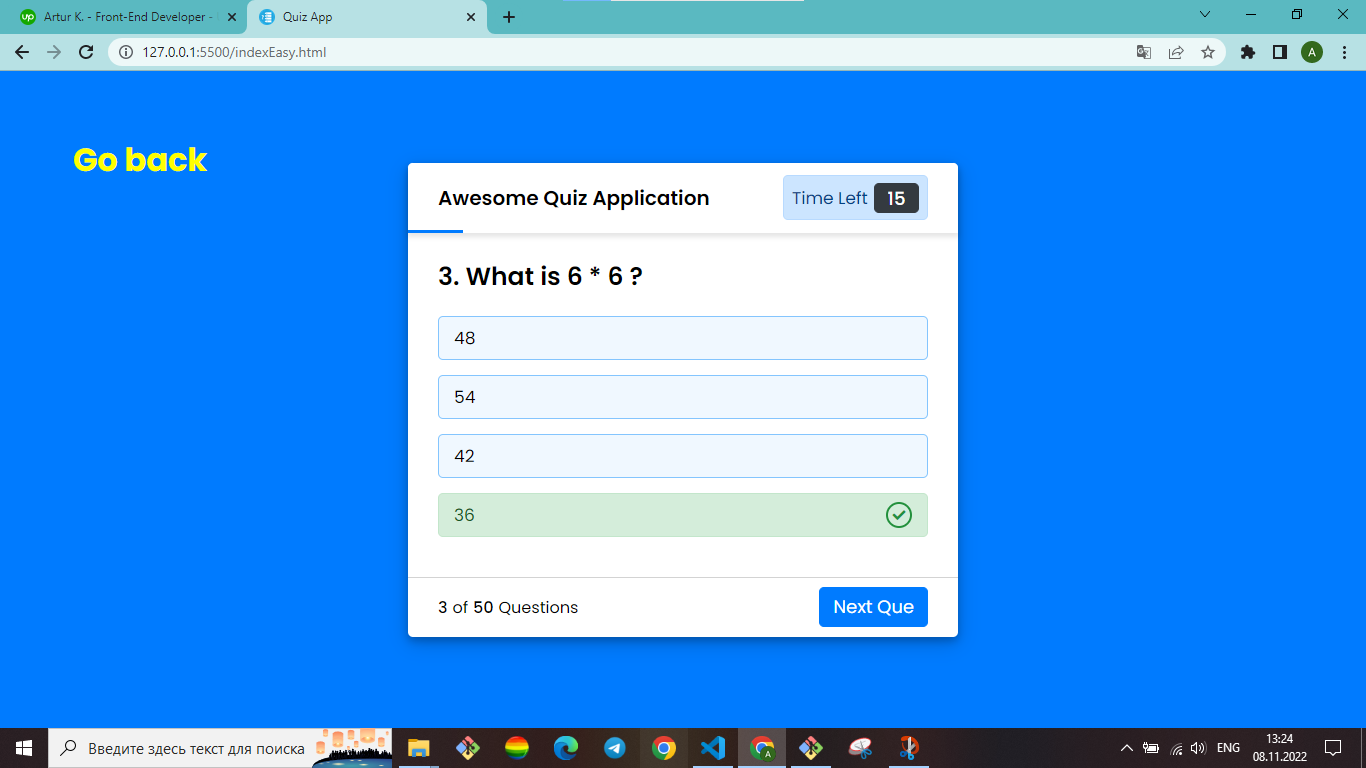 up Artur K. - Front-End Developer -
Quiz App
127.0.0.1:5500/indexEasy.html
A
Go back
Awesome Quiz Application
Time Left 15
3. What is 6 * 6 ?
48
54
42
36
3 of 50 Questions
Next Que
Введите здесь текст для поиска
A
ENG
13:24
08.11.2022